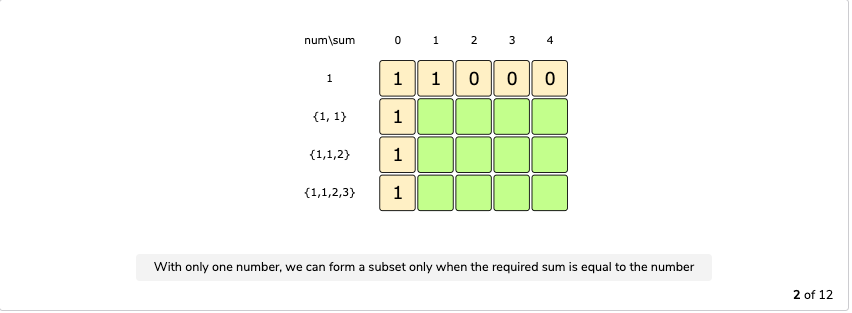 num\sum 0 1 2 3 4
1 1 1 0 0 0
{1, 1} 1
{1,1,2} 1
{1,1,2,3} 1
With only one number, we can form a subset only when the required sum is equal to the number
2 of 12